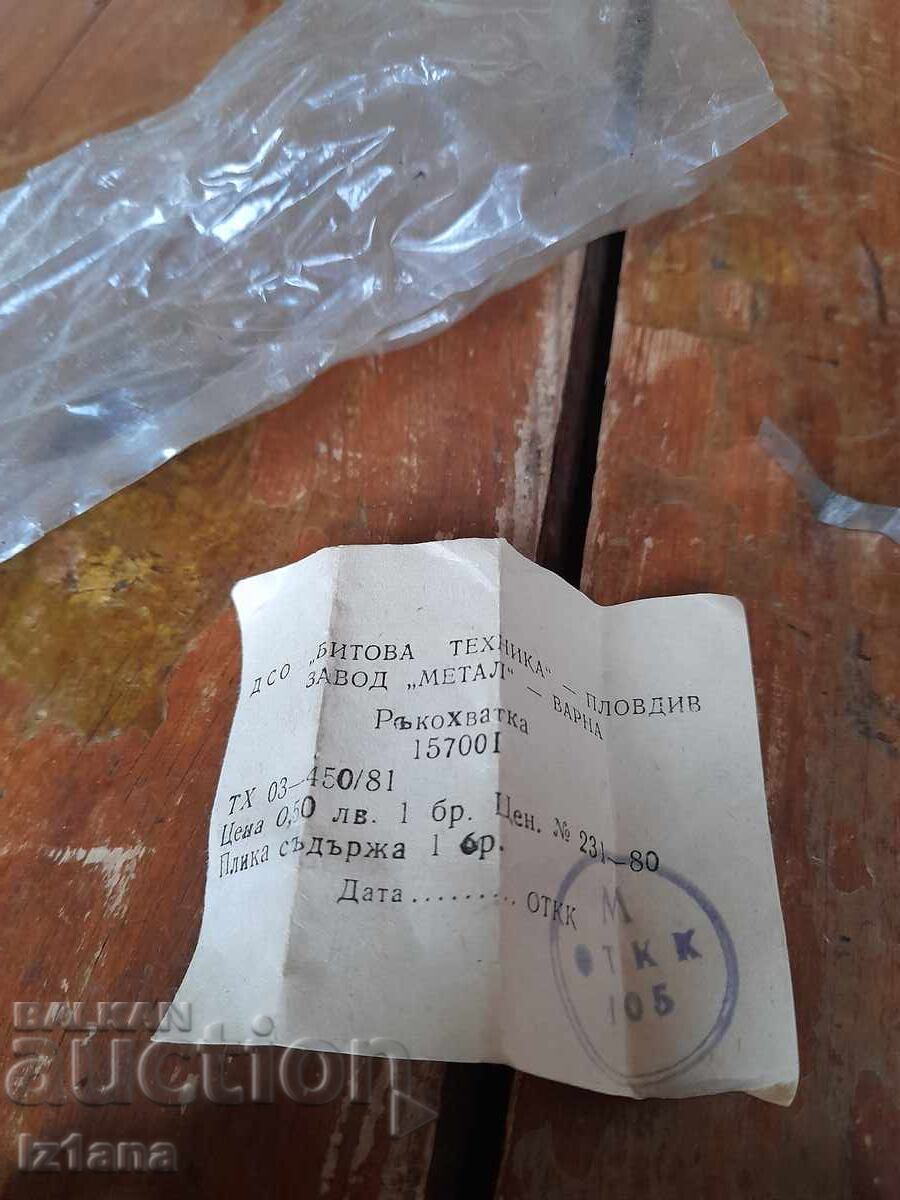 ДСО „БИТОВА ТЕХНИКА“ – ПЛОВДИВ
ЗАВОД „МЕТАЛ“ – ВАРНА
Ръкохватка
157001
ТХ 03—450/81
Цена 0,50 лв. 1 бр. Цен. № 231—80
Плика съдържа 1 бр.
Дата ......... ОТКК
М
ОТКК
105
BALKAN
auction
Iz1ana